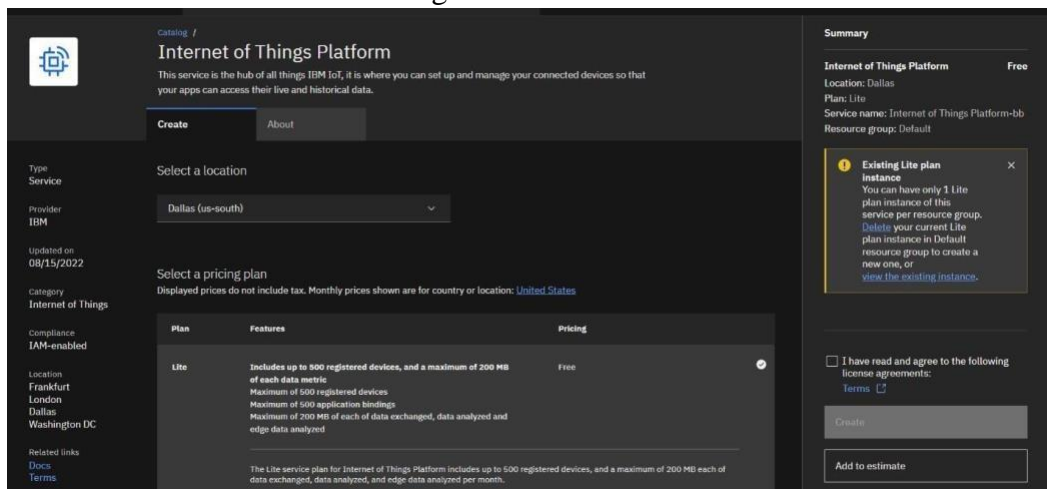 Catalog /
Internet of Things Platform
This service is the hub of all things IBM IoT, it is where you can set up and manage your connected devices so that
your apps can access their live and historical data.
Create
About
Type
Service
Provider
IBM
Updated on
08/15/2022
Category
Internet of Things
Compliance
IAM-enabled
Location
Frankfurt
London
Dallas
Washington DC
Related links
Docs
Terms
Select a location
Dallas (us-south)
Select a pricing plan
Displayed prices do not include tax. Monthly prices shown are for country or location: United States
Plan Features Pricing
Lite
Includes up to 500 registered devices, and a maximum of 200 MB
of each data metric
Maximum of 500 registered devices
Maximum of 500 application bindings
Maximum of 200 MB of each of data exchanged, data analyzed and
edge data analyzed
Free
The Lite service plan for Internet of Things Platform includes up to 500 registered devices, and a maximum of 200 MB each of
data exchanged, data analyzed, and edge data analyzed per month.
Summary
Internet of Things Platform Free
Location: Dallas
Plan: Lite
Service name: Internet of Things Platform-bb
Resource group: Default
Existing Lite plan
instance
You can have only 1 Lite
plan instance of this
service per resource group.
Delete your current Lite
plan instance in Default
resource group to create a
new one, or
view the existing instance.
I have read and agree to the following
license agreements:
Terms
Create
Add to estimate